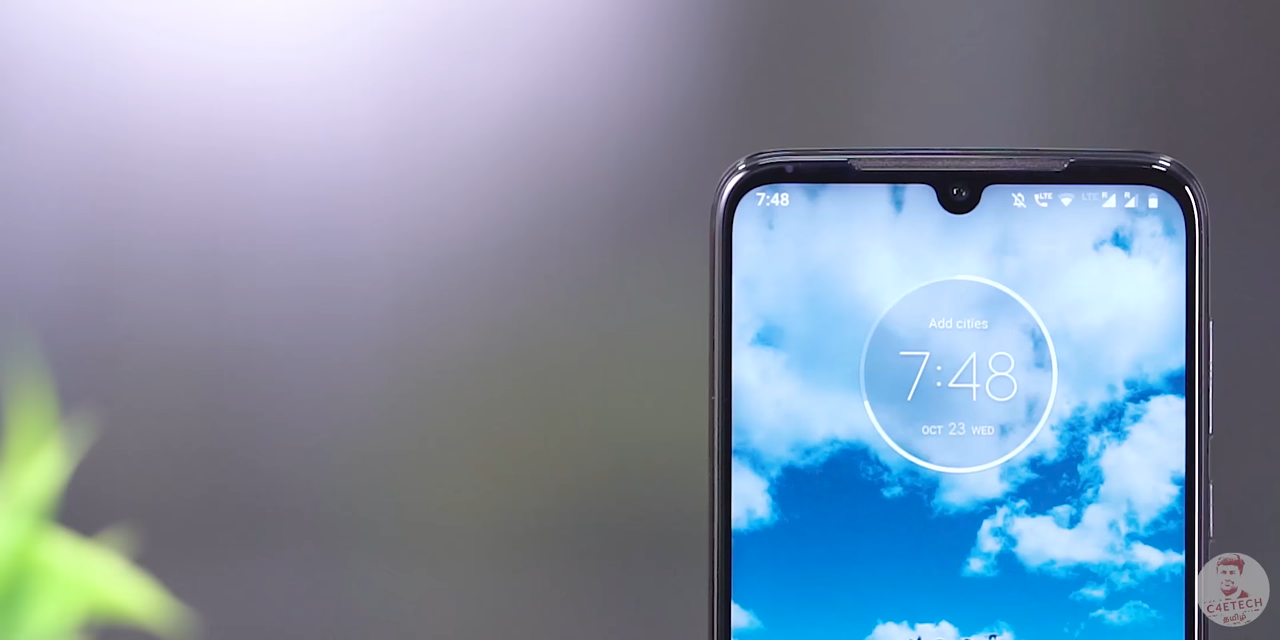 7:48
LTE
LTE
R
R
Add cities
7:48
OCT 23 WED
C4ETECH
தமிழ்